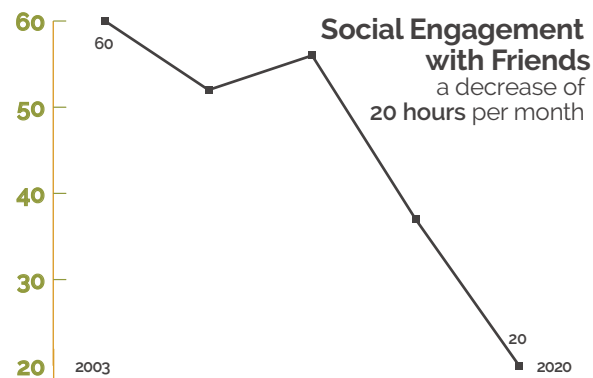 Social Engagement
with Friends
a decrease of
20 hours per month
60
60
50
40
30
20
20
2003
2020